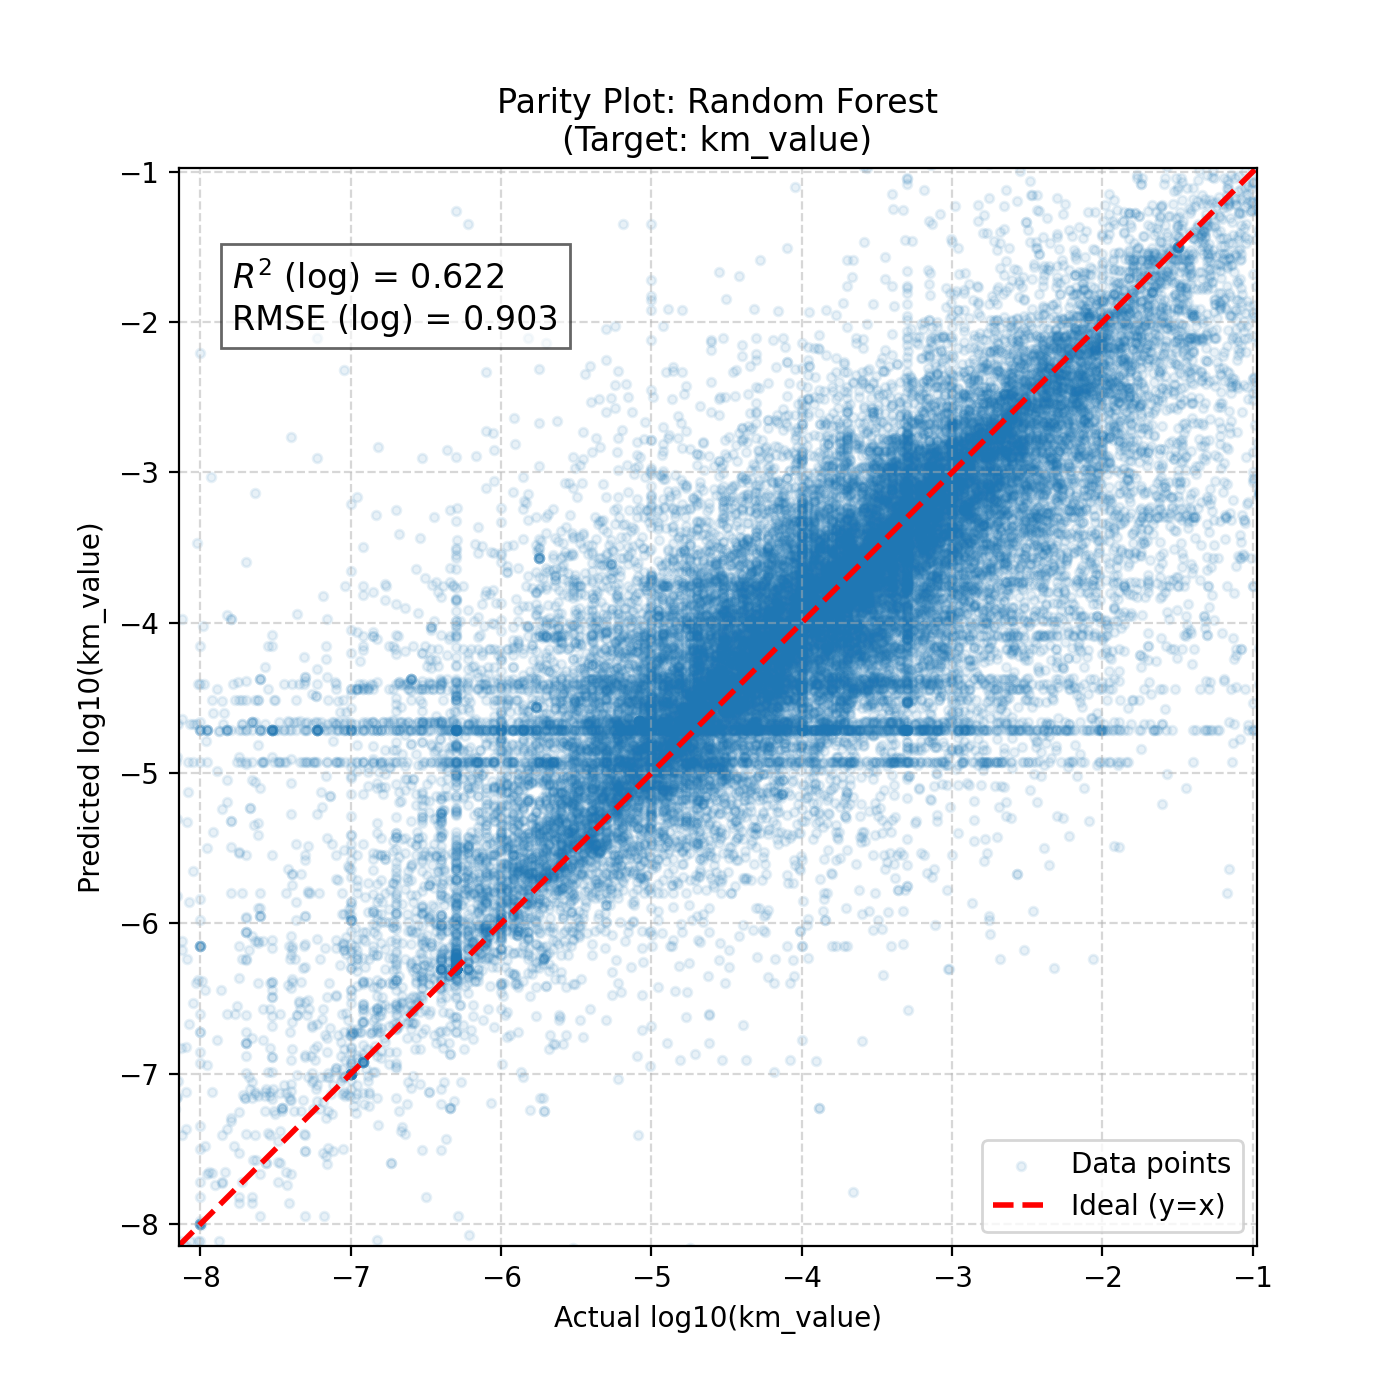 Parity Plot: Random Forest
(Target: km_value)
R² (log) = 0.622
RMSE (log) = 0.903
Predicted log10(km_value)
−1
−2
−3
−4
−5
−6
−7
−8
Data points
Ideal (y=x)
−8 −7 −6 −5 −4 −3 −2 −1
Actual log10(km_value)